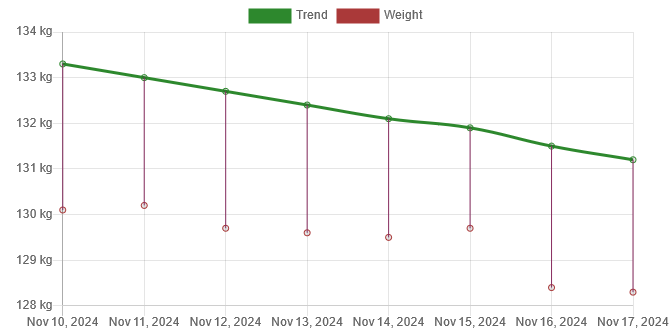 Trend Weight
134 kg
133 kg
132 kg
131 kg
130 kg
129 kg
128 kg
Nov 10, 2024 Nov 11, 2024 Nov 12, 2024 Nov 13, 2024 Nov 14, 2024 Nov 15, 2024 Nov 16, 2024 Nov 17, 2024